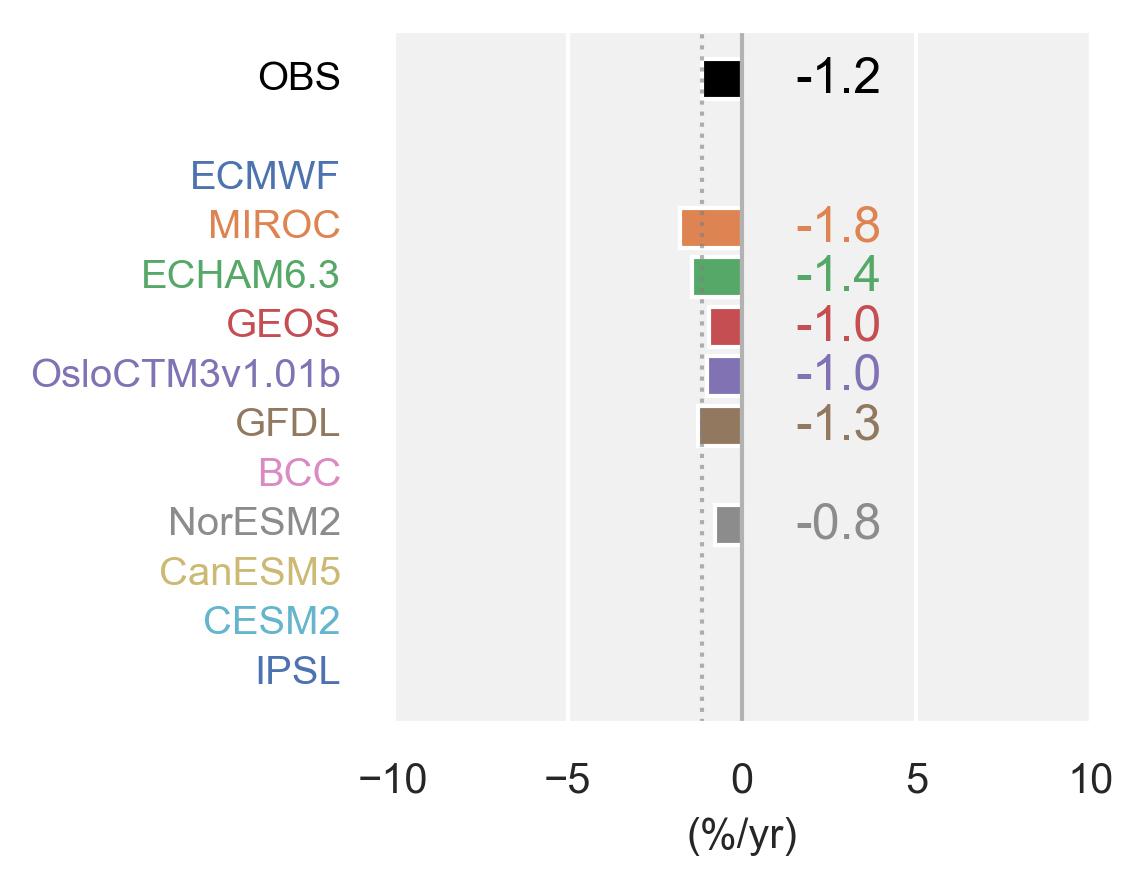 OBS -1.2
ECMWF
MIROC -1.8
ECHAM6.3 -1.4
GEOS -1.0
OsloCTM3v1.01b -1.0
GFDL -1.3
BCC
NorESM2 -0.8
CanESM5
CESM2
IPSL
−10 −5 0 5 10
(%/yr)